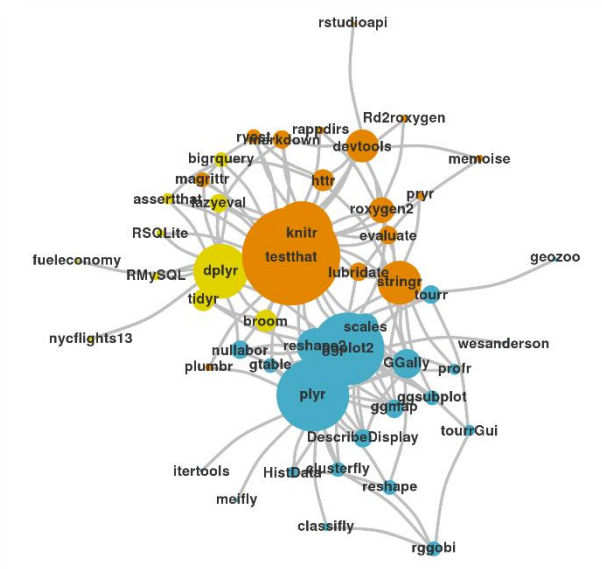 rstudioapi
Rd2roxygen
rappdirs
rvest
rmarkdown
devtools
bigrquery
memoise
magrittr
httr
pryr
assertthat
lazyeval
roxygen2
RSQLite
knitr
evaluate
testthat
fueleconomy
geozoo
RMySQL
dplyr
lubridate
stringr
tidyr
tourr
broom
scales
nycflights13
reshape2
ggplot2
wesanderson
nullabor
plumbr
gtable
GGally
profr
plyr
ggsubplot
ggmap
DescribeDisplay
tourrGui
itertools
HistData
clusterfly
reshape
meifly
classifly
rggobi